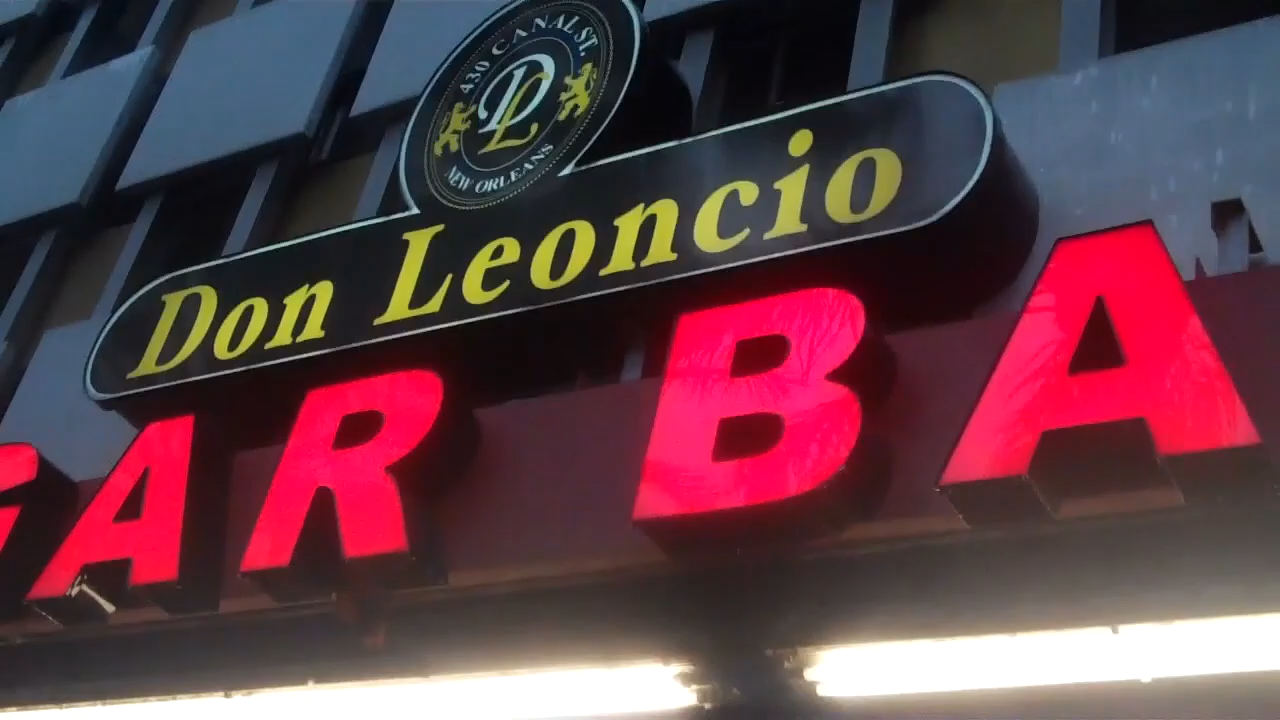 430 CANAL ST.
DL
NEW ORLEANS
Don Leoncio
GAR BA